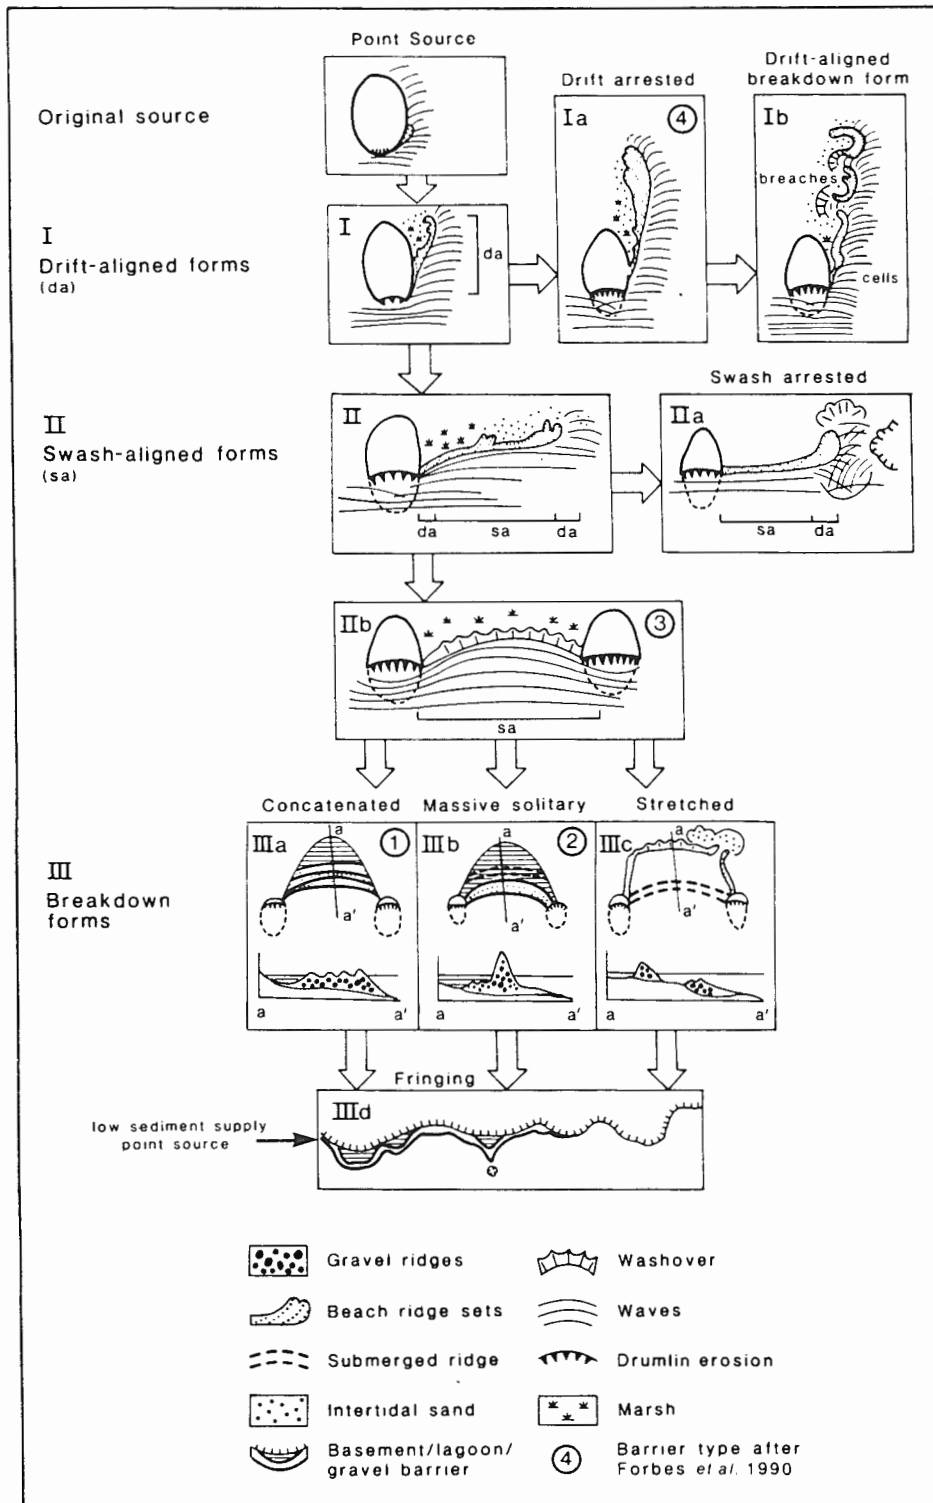 Point Source
Original source
Drift arrested
Ia
4
Drift-aligned
breakdown form
Ib
breaches
cells
I
Drift-aligned forms
(da)
I
da
II
Swash-aligned forms
(sa)
II
da
sa
da
Swash arrested
IIa
sa
da
IIb
3
sa
III
Breakdown
forms
Concatenated
IIIa
1
a
a'
a
a'
Massive solitary
IIIb
2
a
a'
a
a'
Stretched
IIIc
a
a'
a
a'
Fringing
IIId
low sediment supply
point source
Gravel ridges
Beach ridge sets
Submerged ridge
Intertidal sand
Basement/lagoon/
gravel barrier
Washover
Waves
Drumlin erosion
Marsh
4
Barrier type after
Forbes et al. 1990